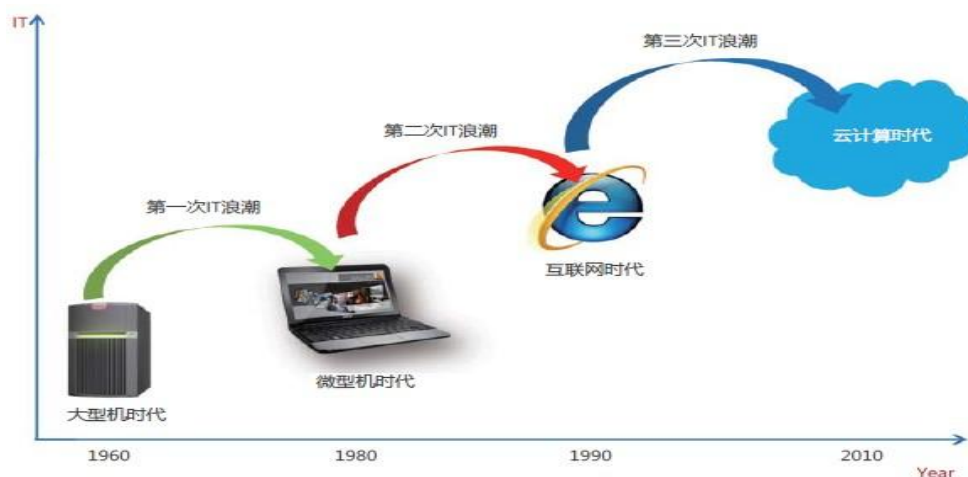 IT
第三次IT浪潮
云计算时代
第二次IT浪潮
第一次IT浪潮
互联网时代
微型机时代
大型机时代
1960
1980
1990
2010
Year